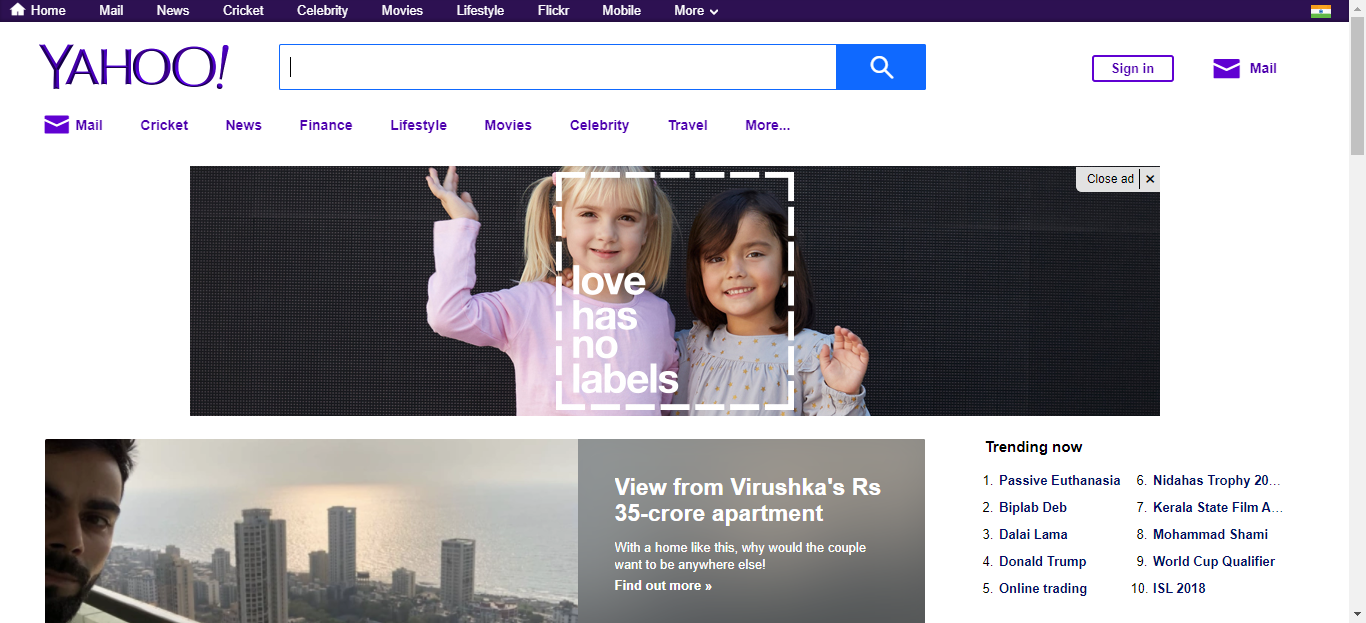 Home Mail News Cricket Celebrity Movies Lifestyle Flickr Mobile More
YAHOO!
Sign in
Mail
Mail Cricket News Finance Lifestyle Movies Celebrity Travel More...
Close ad ×
love
has
no
labels
View from Virushka's Rs
35-crore apartment
With a home like this, why would the couple
want to be anywhere else!
Find out more »
Trending now
1. Passive Euthanasia
2. Biplab Deb
3. Dalai Lama
4. Donald Trump
5. Online trading
6. Nidahas Trophy 20...
7. Kerala State Film A...
8. Mohammad Shami
9. World Cup Qualifier
10. ISL 2018